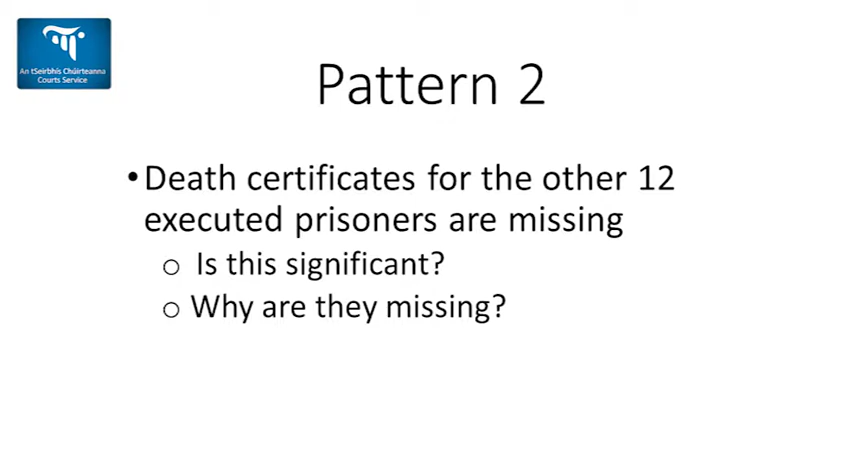 An tSeirbhís Chúirteanna
Courts Service
Pattern 2
•Death certificates for the other 12
executed prisoners are missing
o Is this significant?
o Why are they missing?